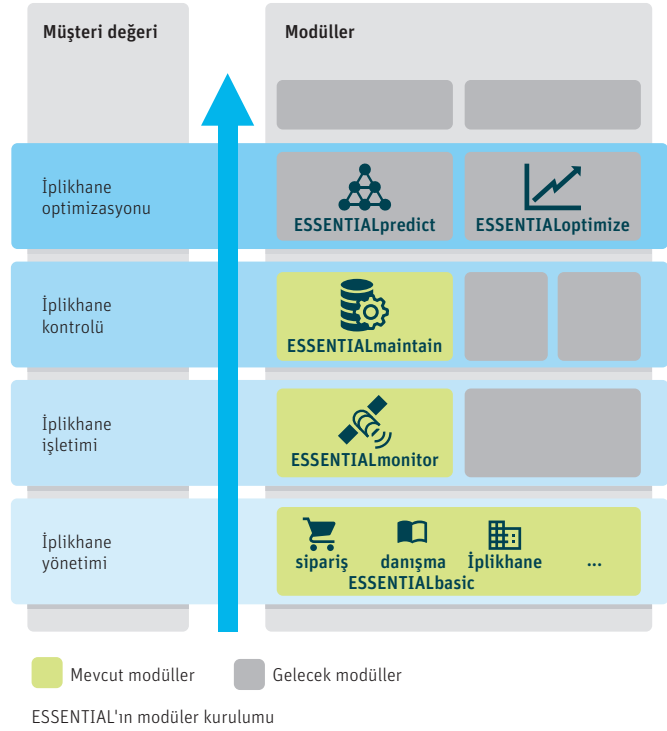 Müşteri değeri
Modüller
İplikhane
optimizasyonu
ESSENTIALpredict
ESSENTIALoptimize
İplikhane
kontrolü
ESSENTIALmaintain
İplikhane
işletimi
ESSENTIALmonitor
İplikhane
yönetimi
sipariş danışma İplikhane ...
ESSENTIALbasic
Mevcut modüller
Gelecek modüller
ESSENTIAL'ın modüler kurulumu